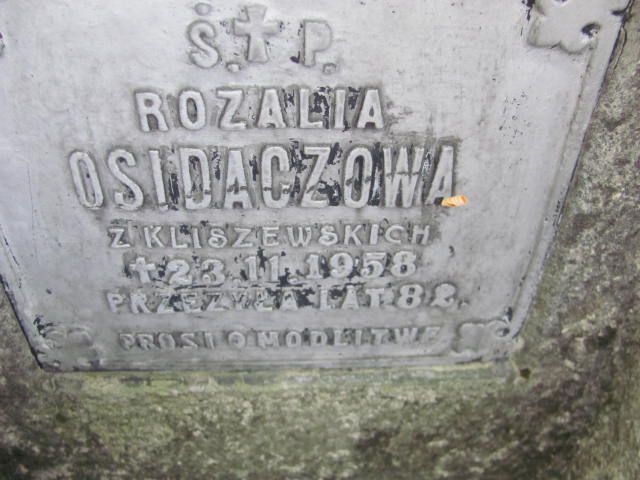 Ś.†P.
ROZALIA
OSIDACZOWA
Z KLISZEWSKICH
†23.11.1958
PRZEŻYŁA LAT 82.
PROSI O MODLITWĘ